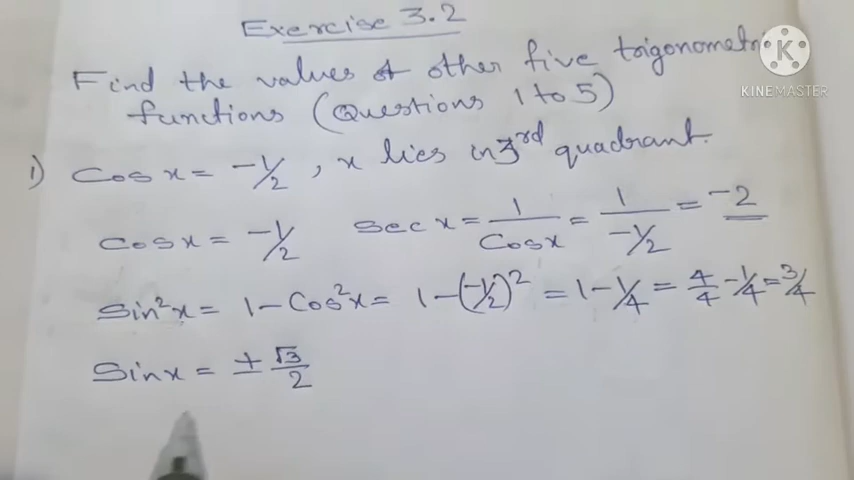 Exercise 3.2
Find the values of other five trigonometric
functions (Questions 1 to 5)
1) Cos x = -1/2, x lies in 3rd quadrant.
Cos x = -1/2 Sec x = 1/Cos x = 1/(-1/2) = -2
Sin²x = 1 - Cos²x = 1 - (-1/2)² = 1 - 1/4 = 4/4 - 1/4 = 3/4
Sin x = ± √3/2
K
KINEMASTER